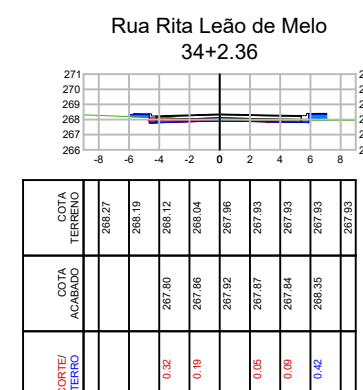 Rua Rita Leão de Melo
34+2.36
271
270
269
268
267
266
-8 -6 -4 -2 0 2 4 6 8
COTA
TERRENO
268.27 268.19 268.12 268.04 267.96 267.93 267.93 267.93 267.93
COTA
ACABADO
267.80 267.86 267.92 267.87 267.84 268.35
CORTE/
TERRO
0.32 0.19 0.05 0.09 0.42